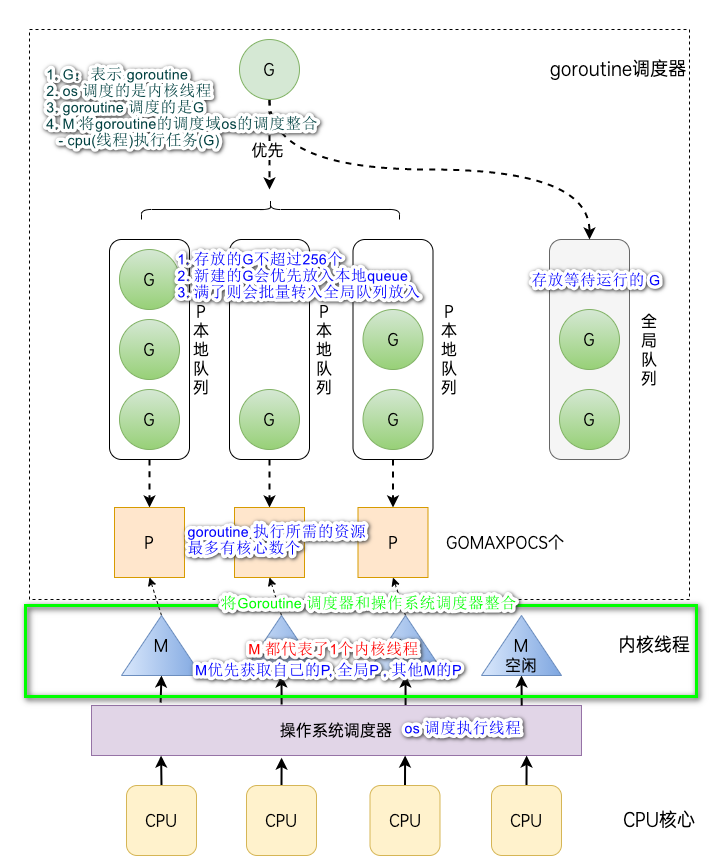 G
goroutine调度器
1. G：表示 goroutine
2. os 调度的是内核线程
3. goroutine 调度的是G
4. M 将goroutine的调度域os的调度整合
- cpu(线程)执行任务(G)
优先
G
G
G
P本地队列
1. 存放的G不超过256个
2. 新建的G会优先放入本地queue
3. 满了则会批量转入全局队列放入
G
P本地队列
G
G
P本地队列
存放等待运行的 G
G
G
全局队列
P
goroutine 执行所需的资源
最多有核心数个
P
GOMAXPOCS个
将Goroutine 调度器和操作系统调度器整合
M
M 都代表了1个内核线程
M优先获取自己的P, 全局P , 其他M的P
M
空闲
内核线程
操作系统调度器
os 调度执行线程
CPU
CPU
CPU
CPU
CPU核心